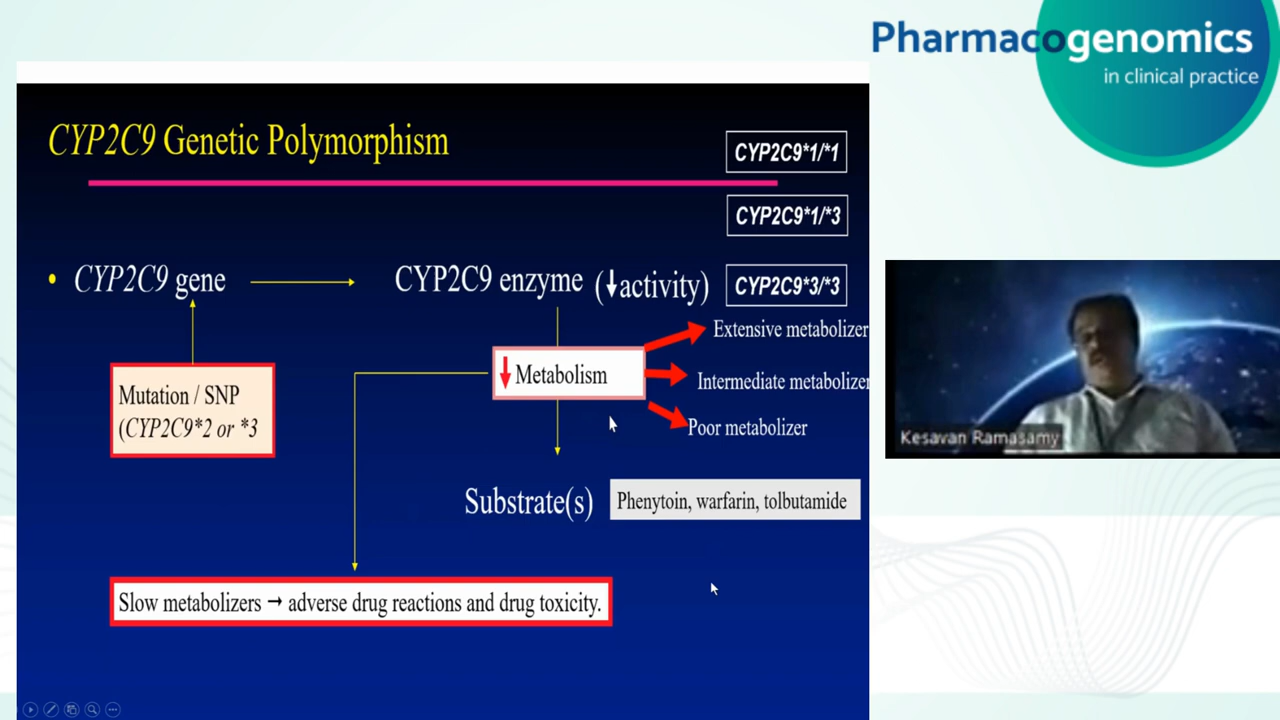 Pharmacogenomics
in clinical practice
CYP2C9 Genetic Polymorphism
CYP2C9*1/*1
CYP2C9*1/*3
• CYP2C9 gene
CYP2C9 enzyme (↓activity)
CYP2C9*3/*3
Extensive metabolizer
↓ Metabolism
Intermediate metabolizer
Poor metabolizer
Mutation / SNP
(CYP2C9*2 or *3
Substrate(s)
Phenytoin, warfarin, tolbutamide
Slow metabolizers → adverse drug reactions and drug toxicity.
Kesavan Ramasamy